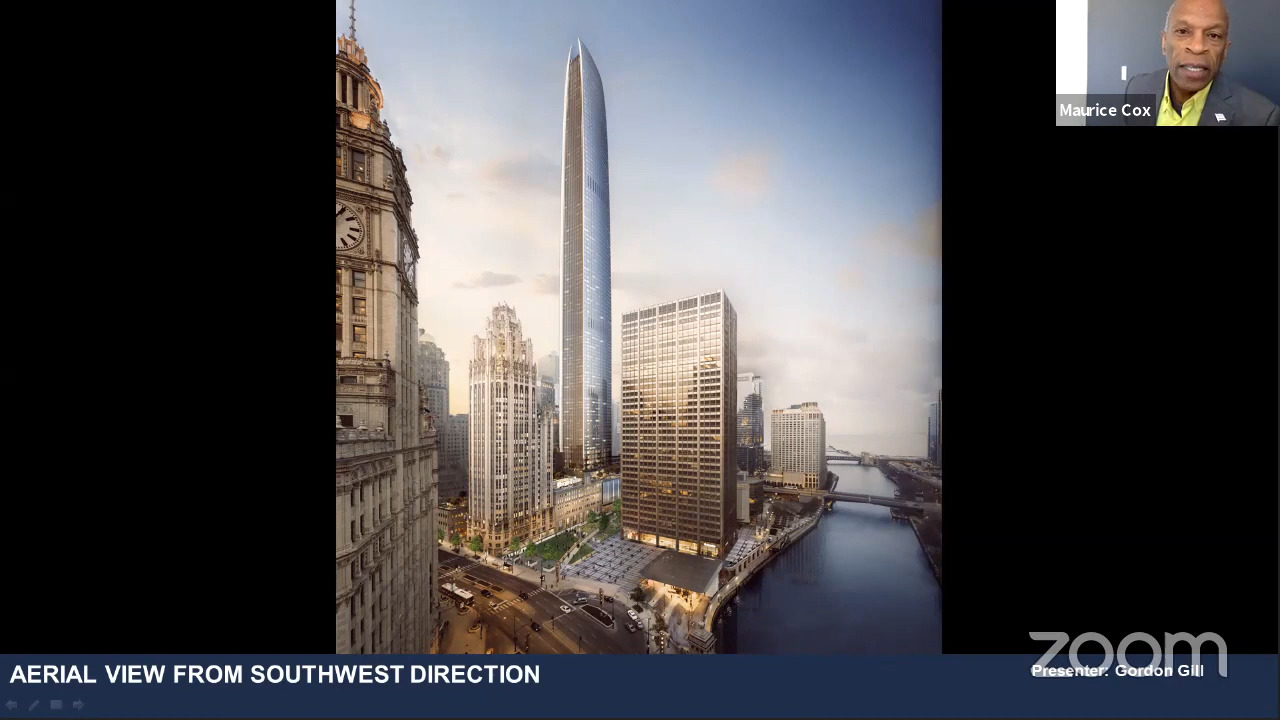 Maurice Cox
AERIAL VIEW FROM SOUTHWEST DIRECTION
zoom
Presenter: Gordon Gill